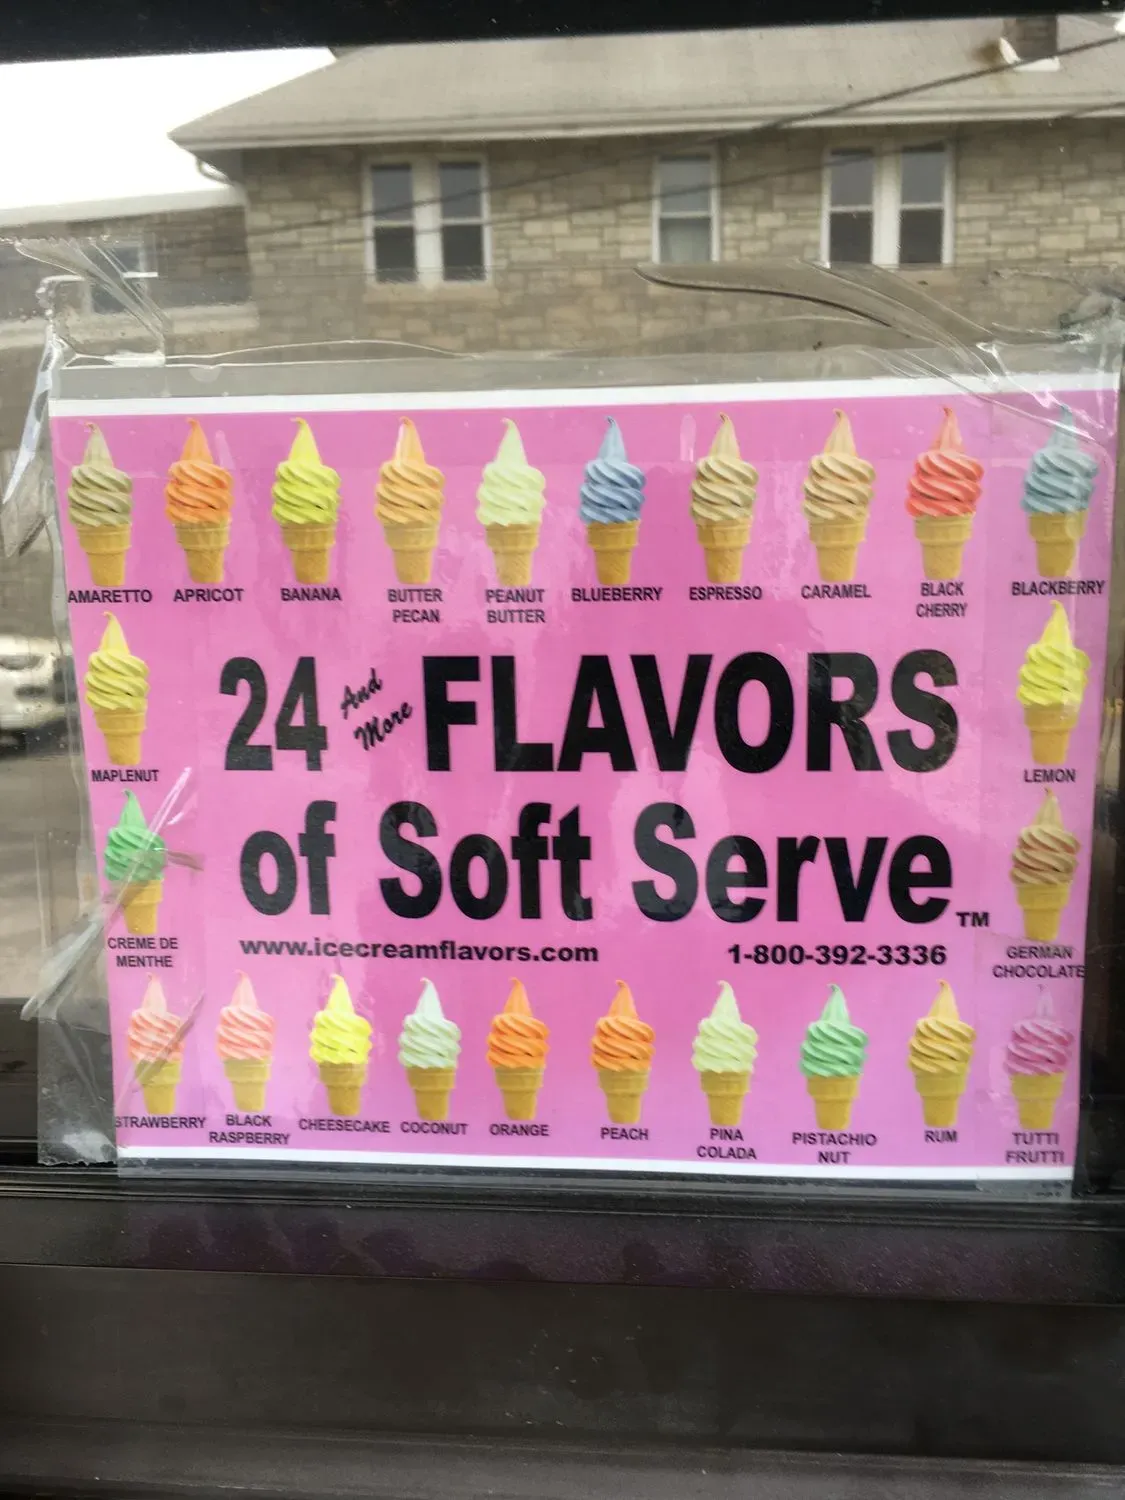 AMARETTO
APRICOT
BANANA
BUTTER
PECAN
PEANUT
BUTTER
BLUEBERRY
ESPRESSO
CARAMEL
BLACK
CHERRY
BLACKBERRY
24 And More FLAVORS
of Soft Serve™
MAPLENUT
LEMON
www.icecreamflavors.com
1-800-392-3336
CREME DE
MENTHE
GERMAN
CHOCOLATE
STRAWBERRY
BLACK
RASPBERRY
CHEESECAKE
COCONUT
ORANGE
PEACH
PINA
COLADA
PISTACHIO
NUT
RUM
TUTTI
FRUTTI